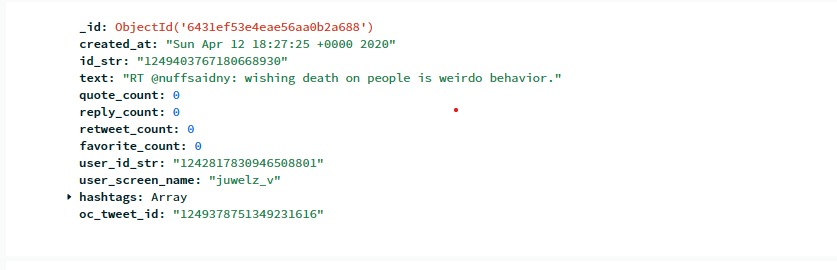 _id: ObjectId('6431ef53e4eae56aa0b2a688')
created_at: "Sun Apr 12 18:27:25 +0000 2020"
id_str: "1249403767180668930"
text: "RT @nuffsaidny: wishing death on people is weirdo behavior."
quote_count: 0
reply_count: 0
retweet_count: 0
favorite_count: 0
user_id_str: "1242817830946508801"
user_screen_name: "juwelz_v"
hashtags: Array
oc_tweet_id: "1249378751349231616"